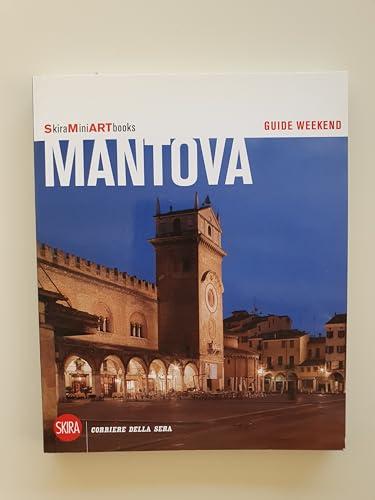 SkiraMiniARTbooks
GUIDE WEEKEND
MANTOVA
SKIRA
CORRIERE DELLA SERA